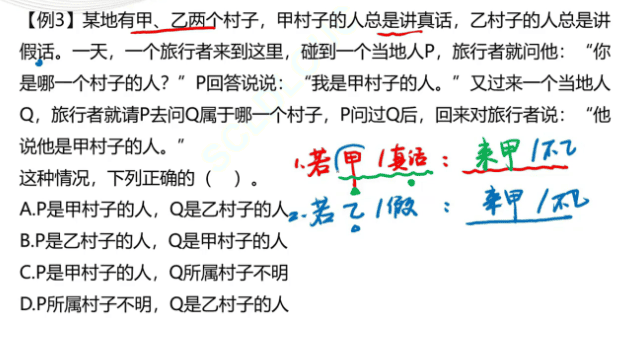 【例3】某地有甲、乙两个村子，甲村子的人总是讲真话，乙村子的人总是讲
假话。一天，一个旅行者来到这里，碰到一个当地人P，旅行者就问他：“你
是哪一个村子的人？”P回答说说：“我是甲村子的人。”又过来一个当地人
Q，旅行者就请P去问Q属于哪一个村子，P问过Q后，回来对旅行者说：“他
说他是甲村子的人。”
1.若甲/真话：来甲/不乙
这种情况，下列正确的（ ）。
A.P是甲村子的人，Q是乙村子的人
2.若乙/假：来甲/不乙
B.P是乙村子的人，Q是甲村子的人
C.P是甲村子的人，Q所属村子不明
D.P所属村子不明，Q是乙村子的人